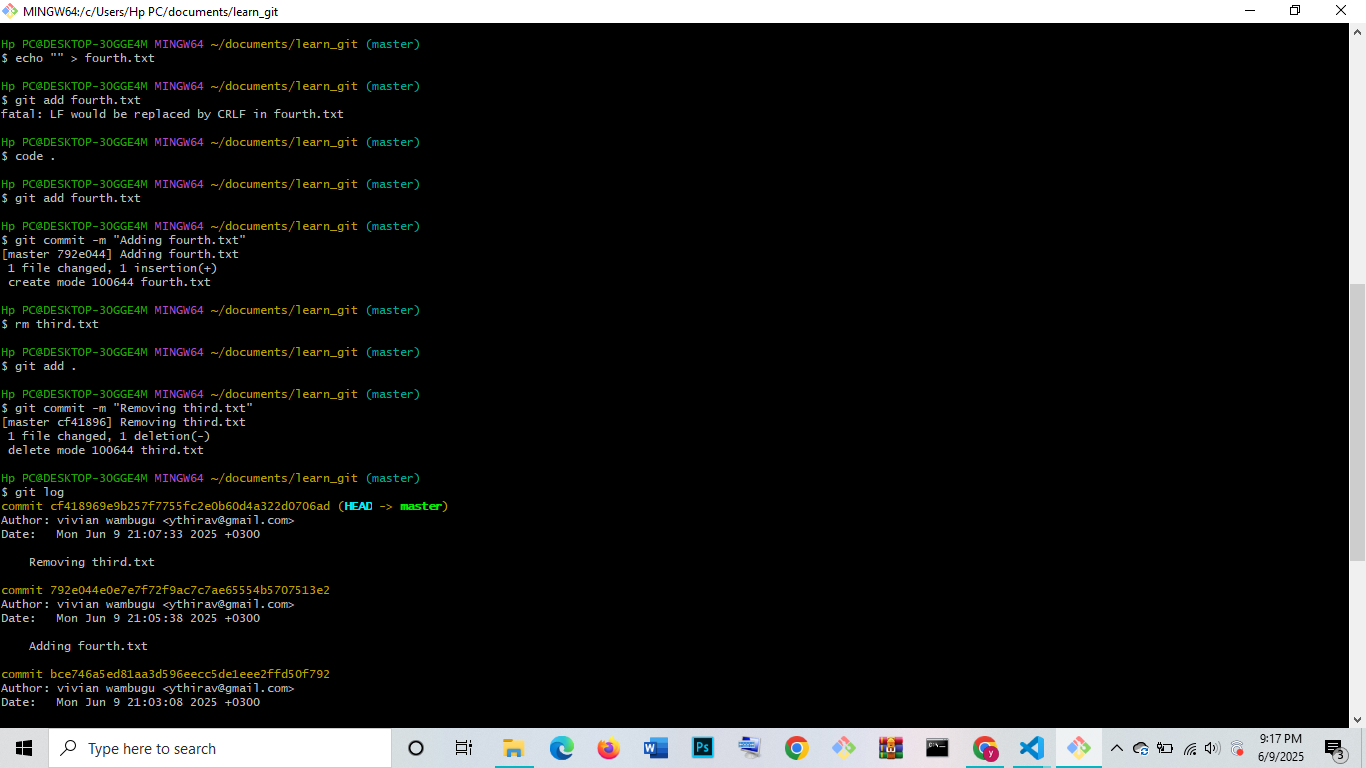 MINGW64:/c/Users/Hp PC/documents/learn_git
Hp PC@DESKTOP-3OGGE4M MINGW64 ~/documents/learn_git (master)
$ echo "" > fourth.txt
Hp PC@DESKTOP-3OGGE4M MINGW64 ~/documents/learn_git (master)
$ git add fourth.txt
fatal: LF would be replaced by CRLF in fourth.txt
Hp PC@DESKTOP-3OGGE4M MINGW64 ~/documents/learn_git (master)
$ code .
Hp PC@DESKTOP-3OGGE4M MINGW64 ~/documents/learn_git (master)
$ git add fourth.txt
Hp PC@DESKTOP-3OGGE4M MINGW64 ~/documents/learn_git (master)
$ git commit -m "Adding fourth.txt"
[master 792e044] Adding fourth.txt
 1 file changed, 1 insertion(+)
 create mode 100644 fourth.txt
Hp PC@DESKTOP-3OGGE4M MINGW64 ~/documents/learn_git (master)
$ rm third.txt
Hp PC@DESKTOP-3OGGE4M MINGW64 ~/documents/learn_git (master)
$ git add .
Hp PC@DESKTOP-3OGGE4M MINGW64 ~/documents/learn_git (master)
$ git commit -m "Removing third.txt"
[master cf41896] Removing third.txt
 1 file changed, 1 deletion(-)
 delete mode 100644 third.txt
Hp PC@DESKTOP-3OGGE4M MINGW64 ~/documents/learn_git (master)
$ git log
commit cf418969e9b257f7755fc2e0b60d4a322d0706ad (HEAD -> master)
Author: vivian wambugu <ythirav@gmail.com>
Date:   Mon Jun 9 21:07:33 2025 +0300
    Removing third.txt
commit 792e044e0e7e7f72f9ac7c7ae65554b5707513e2
Author: vivian wambugu <ythirav@gmail.com>
Date:   Mon Jun 9 21:05:38 2025 +0300
    Adding fourth.txt
commit bce746a5ed81aa3d596eecc5de1eee2ffd50f792
Author: vivian wambugu <ythirav@gmail.com>
Date:   Mon Jun 9 21:03:08 2025 +0300
Type here to search
W
Ps
y
9:17 PM
6/9/2025
3